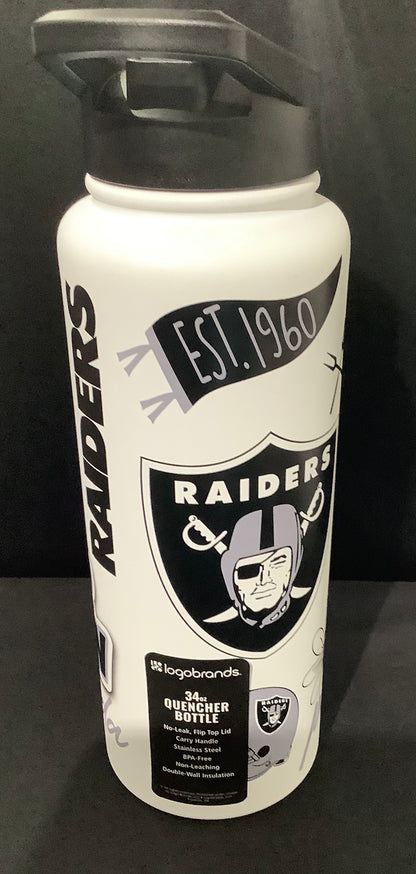 EST. 1960
RAIDERS
RAIDERS
logobrands
34oz
QUENCHER
BOTTLE
No-Leak, Flip Top Lid
Carry Handle
Stainless Steel
BPA-Free
Non-Leaching
Double-Wall Insulation
RAIDERS